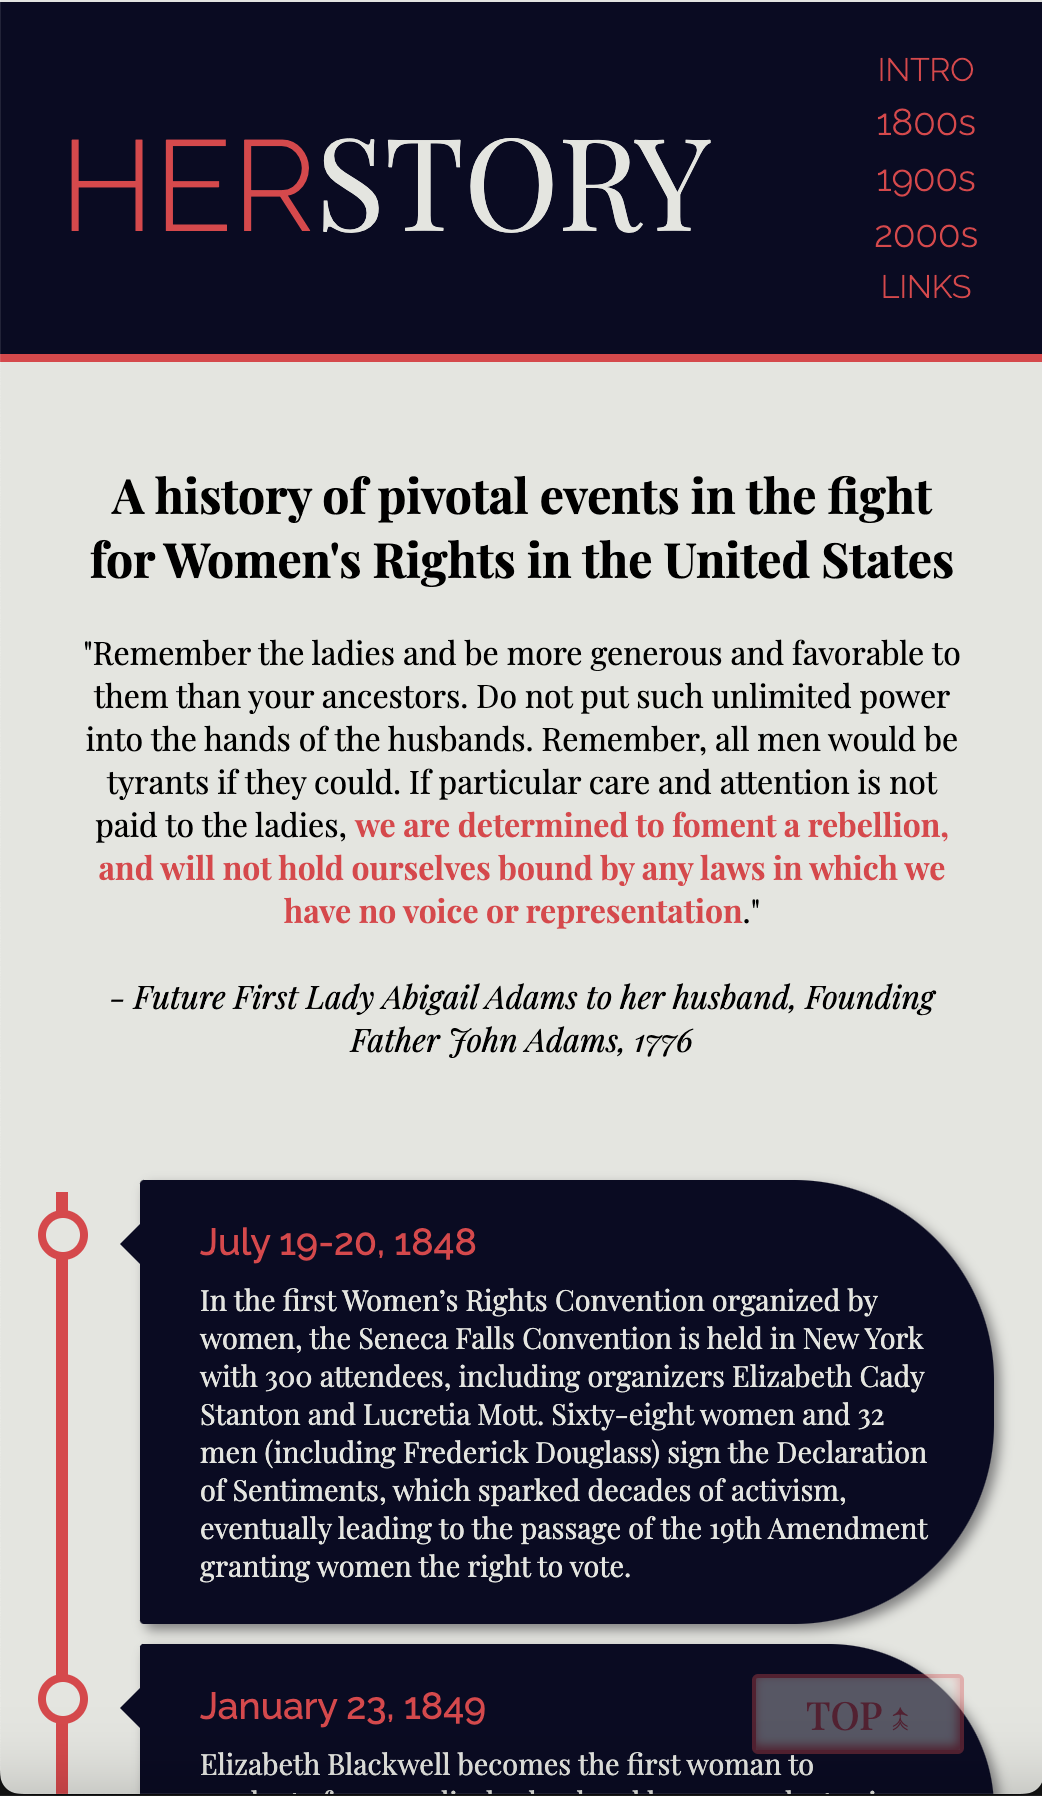 HERSTORY
INTRO
1800s
1900s
2000s
LINKS
A history of pivotal events in the fight
for Women's Rights in the United States
"Remember the ladies and be more generous and favorable to
them than your ancestors. Do not put such unlimited power
into the hands of the husbands. Remember, all men would be
tyrants if they could. If particular care and attention is not
paid to the ladies, we are determined to foment a rebellion,
and will not hold ourselves bound by any laws in which we
have no voice or representation."
– Future First Lady Abigail Adams to her husband, Founding
Father John Adams, 1776
July 19-20, 1848
In the first Women’s Rights Convention organized by
women, the Seneca Falls Convention is held in New York
with 300 attendees, including organizers Elizabeth Cady
Stanton and Lucretia Mott. Sixty-eight women and 32
men (including Frederick Douglass) sign the Declaration
of Sentiments, which sparked decades of activism,
eventually leading to the passage of the 19th Amendment
granting women the right to vote.
January 23, 1849
TOP
Elizabeth Blackwell becomes the first woman to